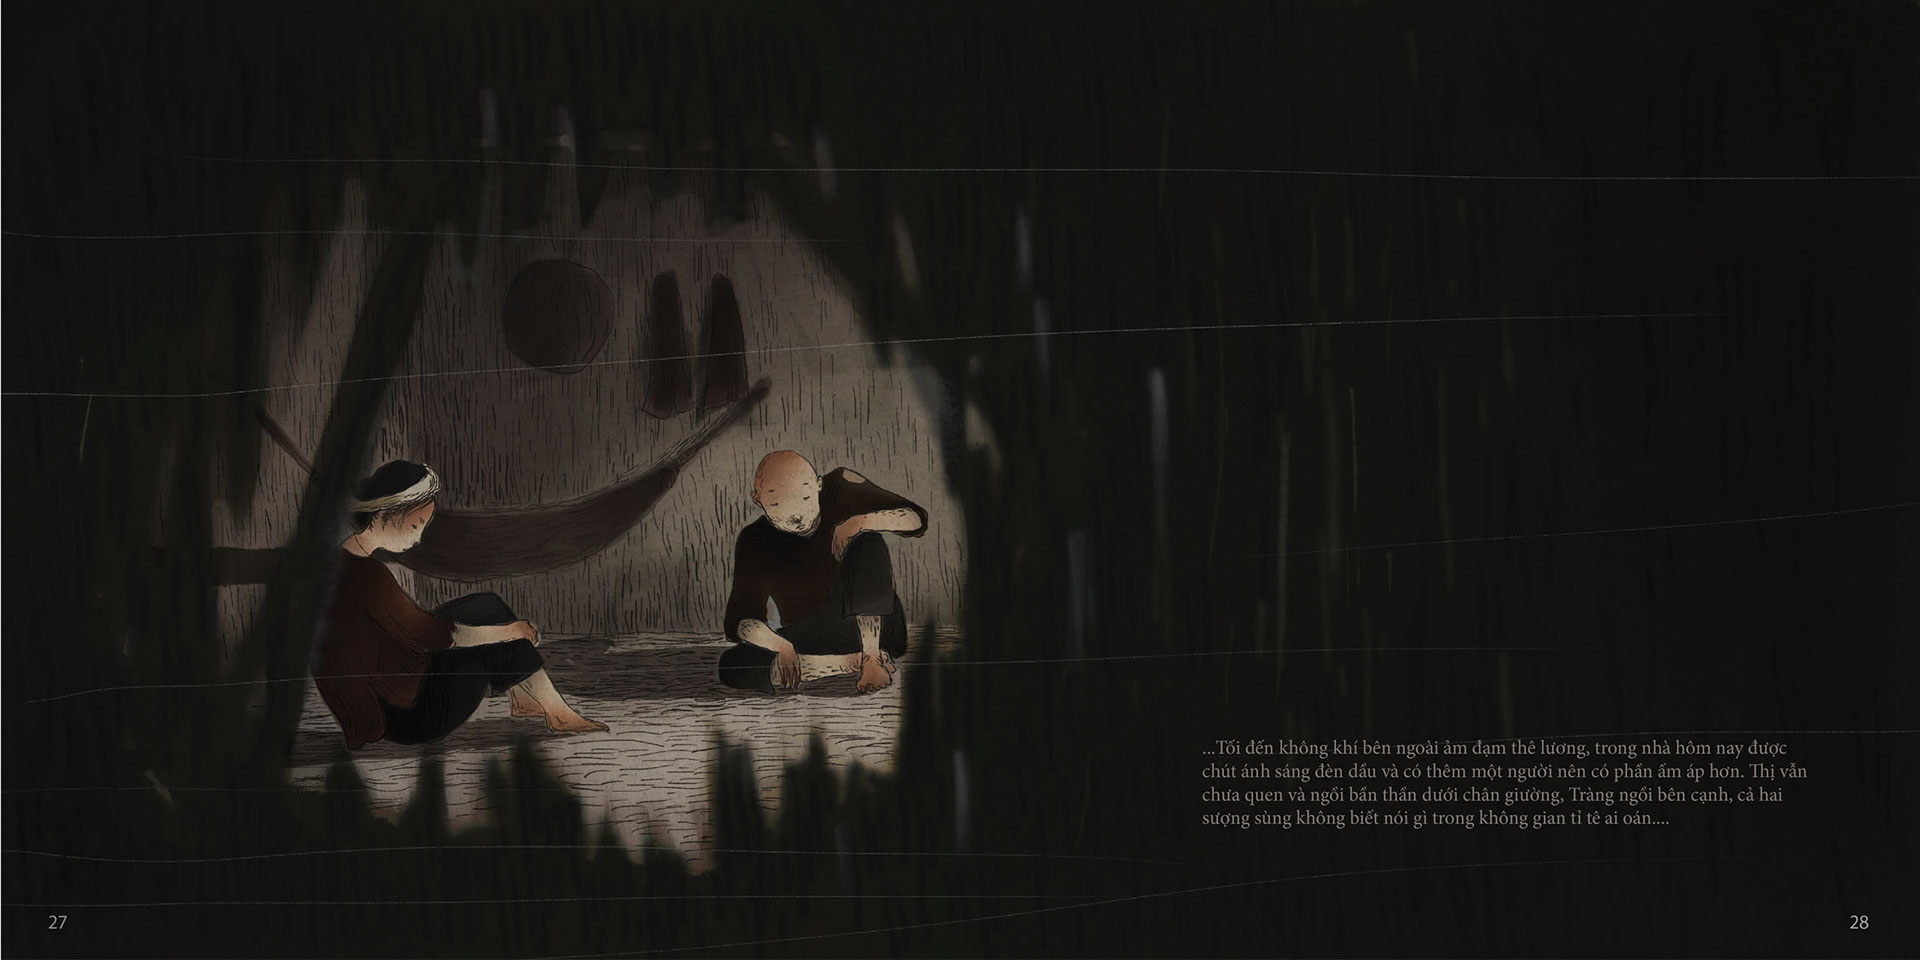 ...Tối đến không khí bên ngoài ảm đạm thê lương, trong nhà hôm nay được
chút ánh sáng đèn dầu và có thêm một người nên có phần ấm áp hơn. Thị vẫn
chưa quen và ngồi bần thần dưới chân giường, Tràng ngồi bên cạnh, cả hai
sượng sùng không biết nói gì trong không gian tỉ tê ai oán....
27
28